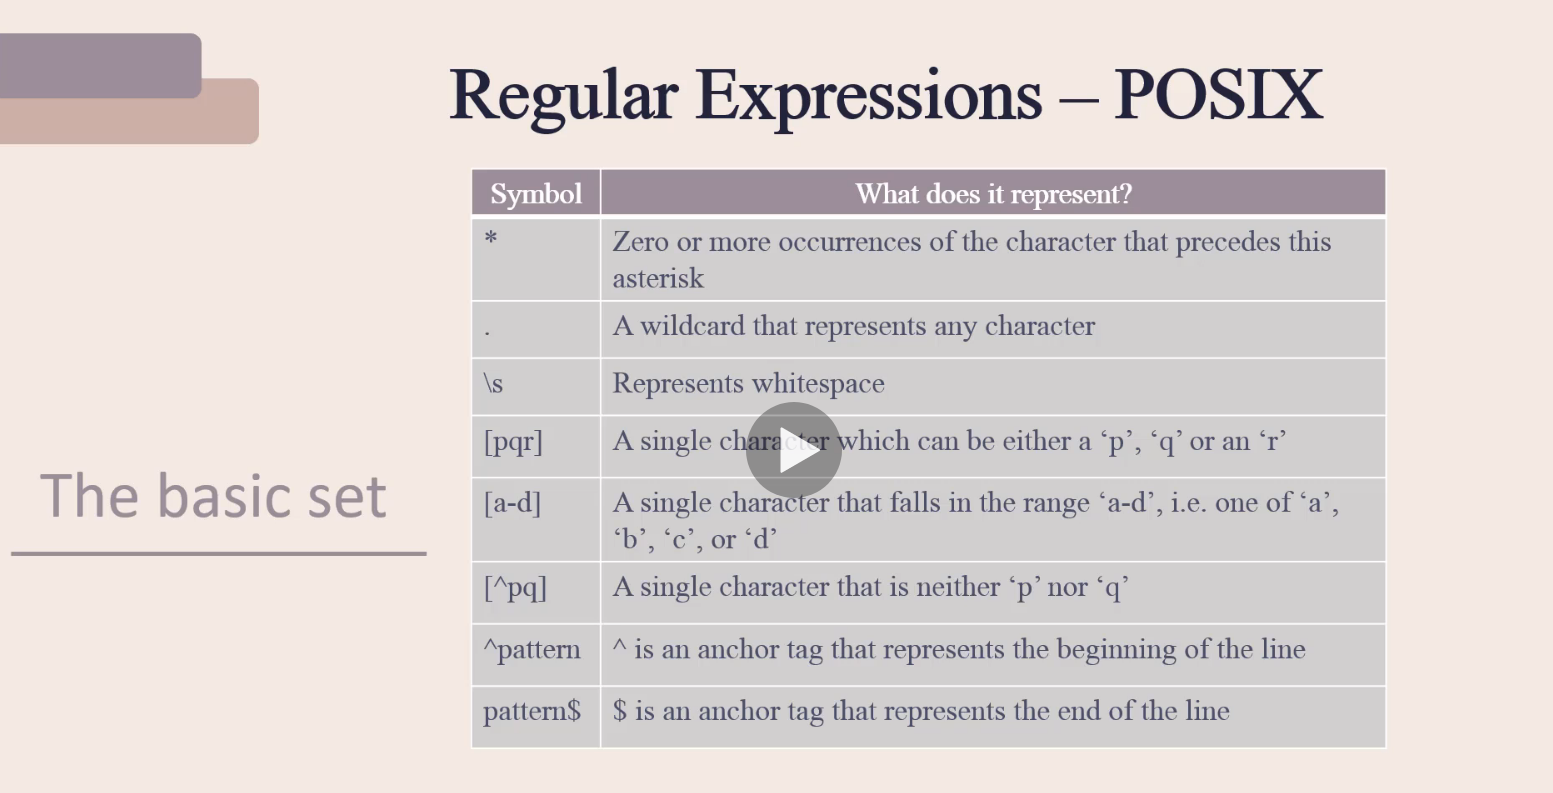 Regular Expressions – POSIX
The basic set
Symbol What does it represent?
* Zero or more occurrences of the character that precedes this
asterisk
. A wildcard that represents any character
\s Represents whitespace
[pqr] A single character which can be either a ‘p’, ‘q’ or an ‘r’
[a-d] A single character that falls in the range ‘a-d’, i.e. one of ‘a’,
‘b’, ‘c’, or ‘d’
[^pq] A single character that is neither ‘p’ nor ‘q’
^pattern ^ is an anchor tag that represents the beginning of the line
pattern$ $ is an anchor tag that represents the end of the line